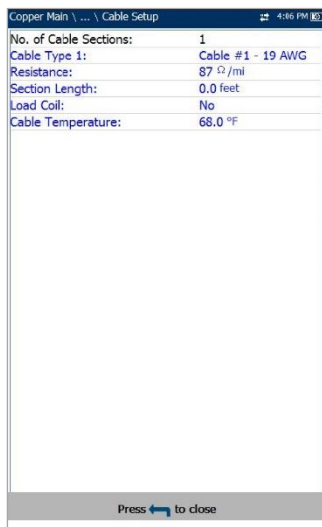 Copper Main \ ... \ Cable Setup 4:06 PM
No. of Cable Sections: 1
Cable Type 1: Cable #1 - 19 AWG
Resistance: 87 Ω/mi
Section Length: 0.0 feet
Load Coil: No
Cable Temperature: 68.0 °F
Press to close